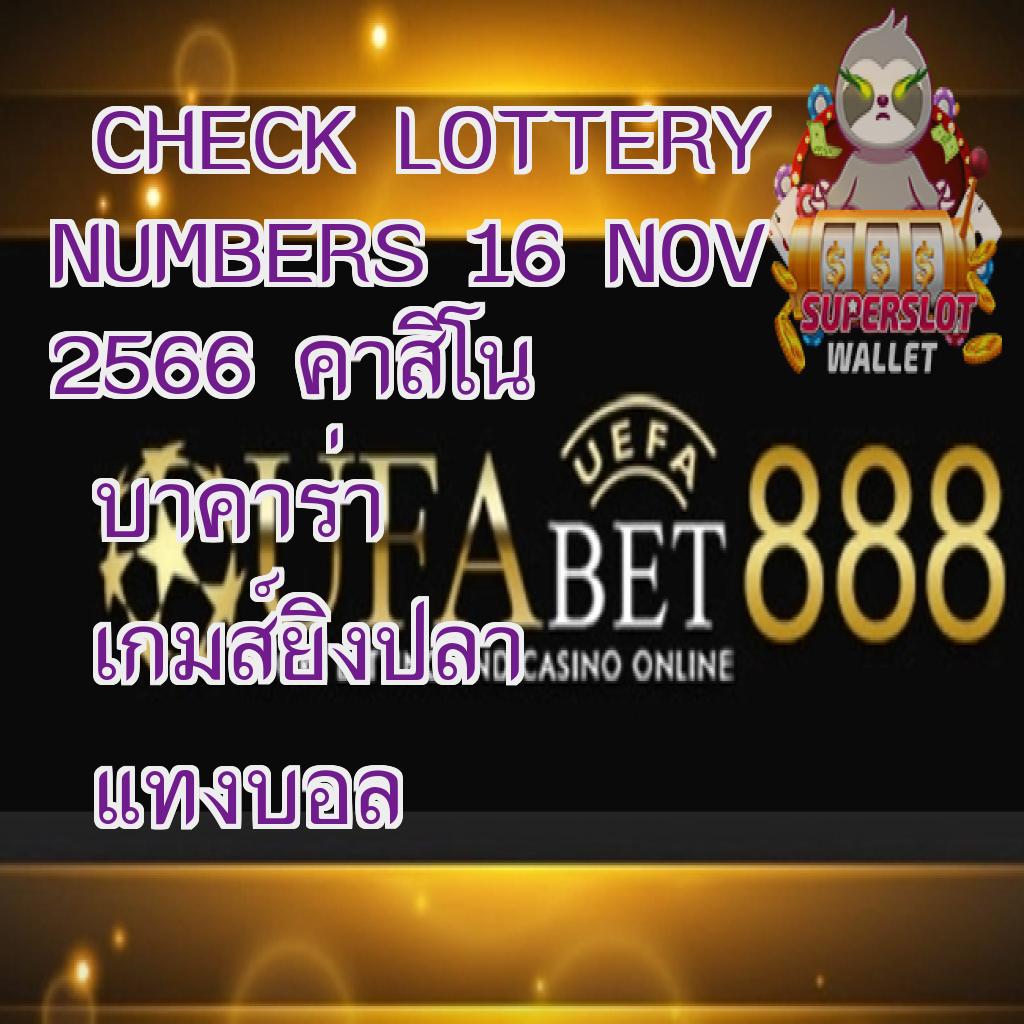 CHECK LOTTERY
NUMBERS 16 NOV
2566 คาสิโน
บาคาร่า
เกมส์ยิงปลา
แทงบอล
SUPERSLOT
WALLET
UEFA
UFABET888
CASINO ONLINE